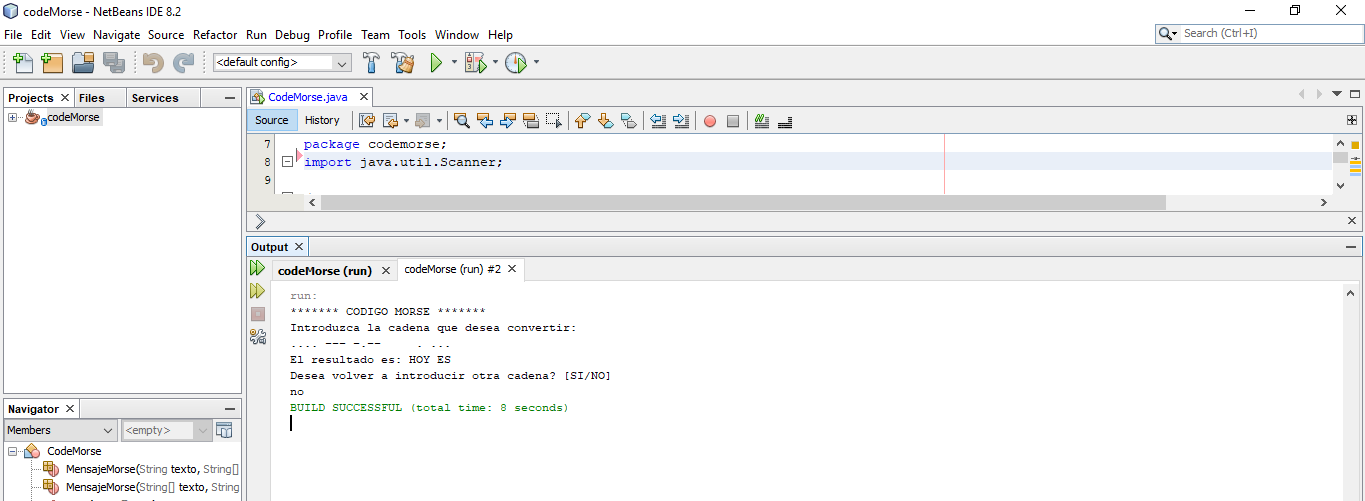 codeMorse - NetBeans IDE 8.2
File Edit View Navigate Source Refactor Run Debug Profile Team Tools Window Help
Search (Ctrl+I)
<default config>
Projects Files Services
codeMorse
CodeMorse.java
Source History
7 package codemorse;
8 import java.util.Scanner;
9
Output
codeMorse (run) codeMorse (run) #2
run:
******* CODIGO MORSE *******
Introduzca la cadena que desea convertir:
.... --- -.--     . ...
El resultado es: HOY ES
Desea volver a introducir otra cadena? [SI/NO]
no
BUILD SUCCESSFUL (total time: 8 seconds)
Navigator
Members <empty>
CodeMorse
MensajeMorse(String texto, String[]
MensajeMorse(String[] texto, String